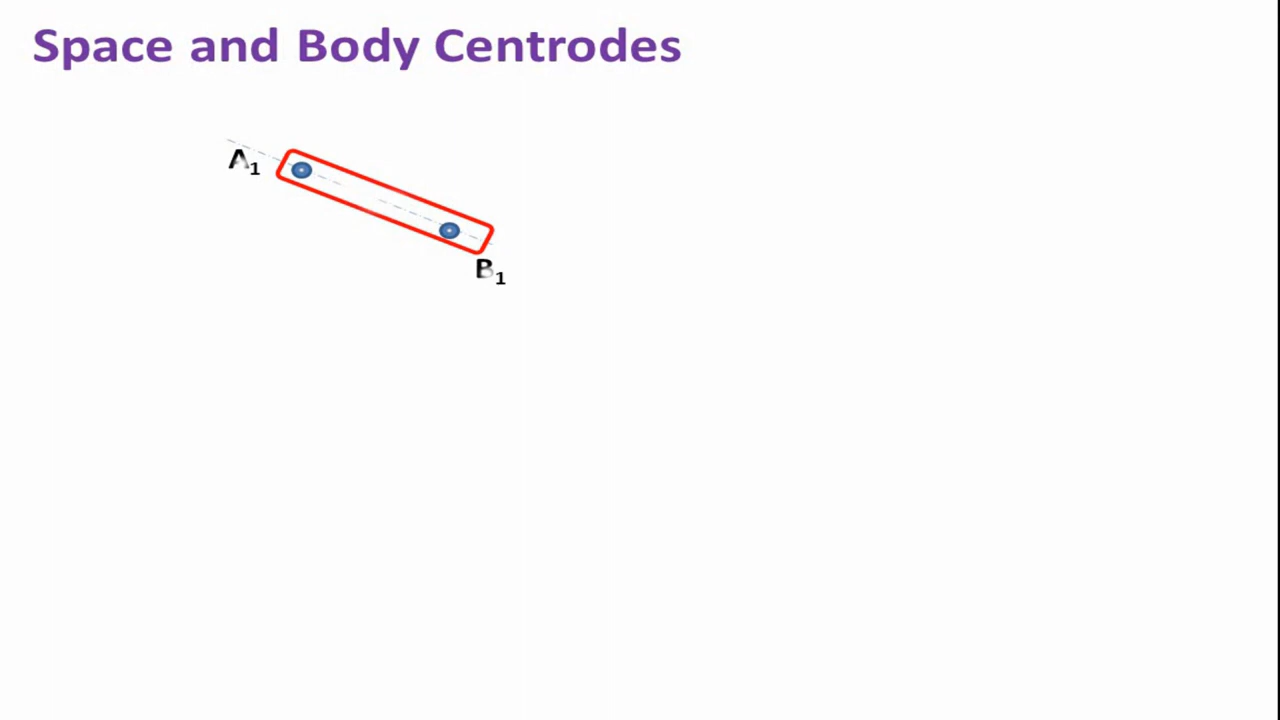 Space and Body Centrodes
A₁
B₁